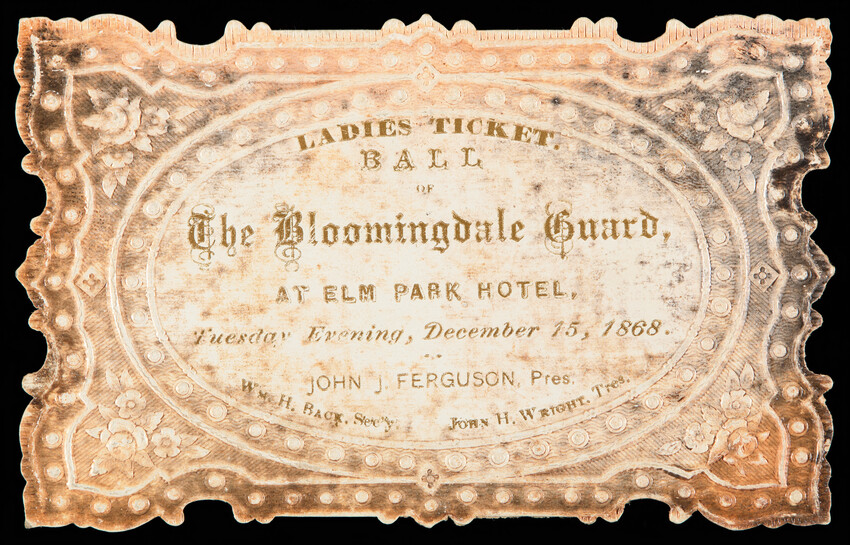 LADIES TICKET.
BALL
OF
The Bloomingdale Guard,
AT ELM PARK HOTEL,
Tuesday Evening, December 15, 1868.
JOHN J. FERGUSON, Pres.
Wm. H. Back, Sec'y. John H. Wright, Tres.